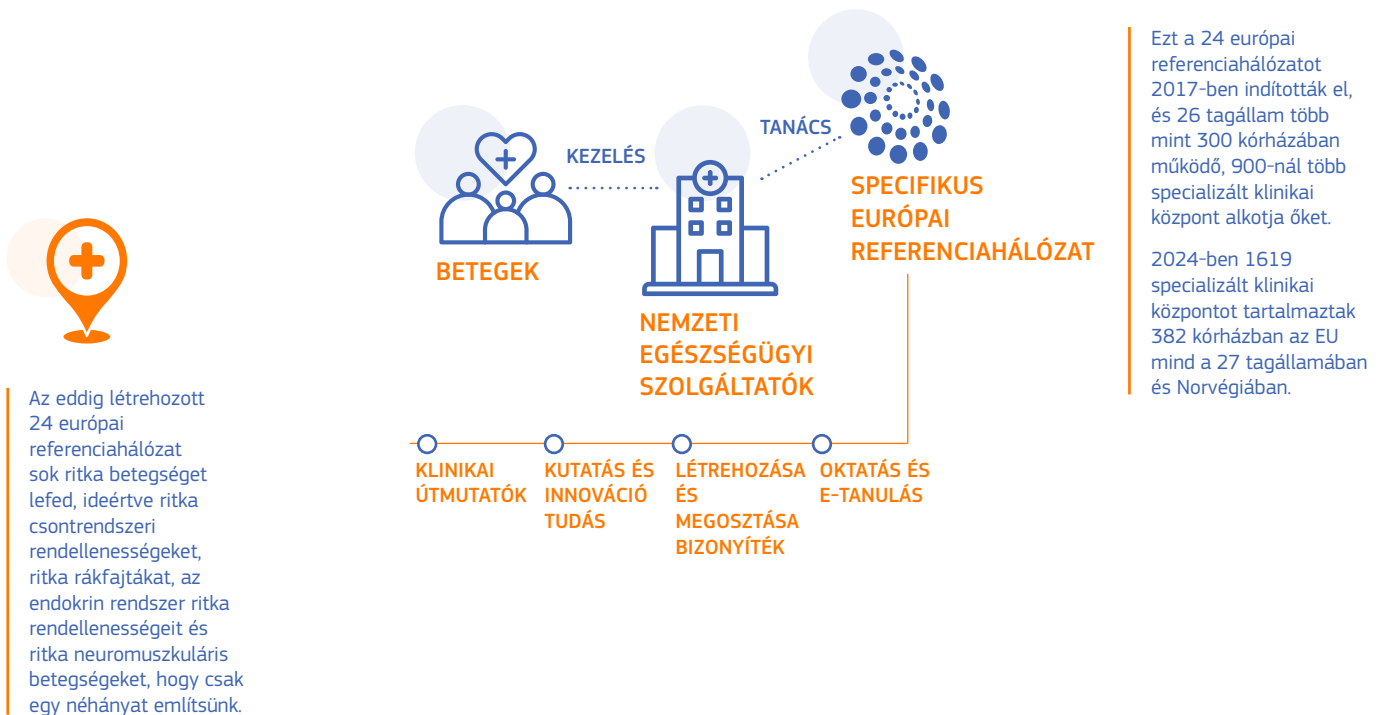 Az eddig létrehozott
24 európai
referenciahálózat
sok ritka betegséget
lefed, ideértve ritka
csontrendszeri
rendellenességeket,
ritka rákfajtákat, az
endokrin rendszer ritka
rendellenességeit és
ritka neuromuszkuláris
betegségeket, hogy csak
egy néhányat említsünk.
BETEGEK
KEZELÉS
NEMZETI
EGÉSZSÉGÜGYI
SZOLGÁLTATÓK
TANÁCS
SPECIFIKUS
EURÓPAI
REFERENCIAHÁLÓZAT
KLINIKAI
ÚTMUTATÓK
KUTATÁS ÉS
INNOVÁCIÓ
TUDÁS
LÉTREHOZÁSA
ÉS
MEGOSZTÁSA
BIZONYÍTÉK
OKTATÁS ÉS
E-TANULÁS
Ezt a 24 európai
referenciahálózatot
2017-ben indították el,
és 26 tagállam több
mint 300 kórházában
működő, 900-nál több
specializált klinikai
központ alkotja őket.
2024-ben 1619
specializált klinikai
központot tartalmaztak
382 kórházban az EU
mind a 27 tagállamában
és Norvégiában.